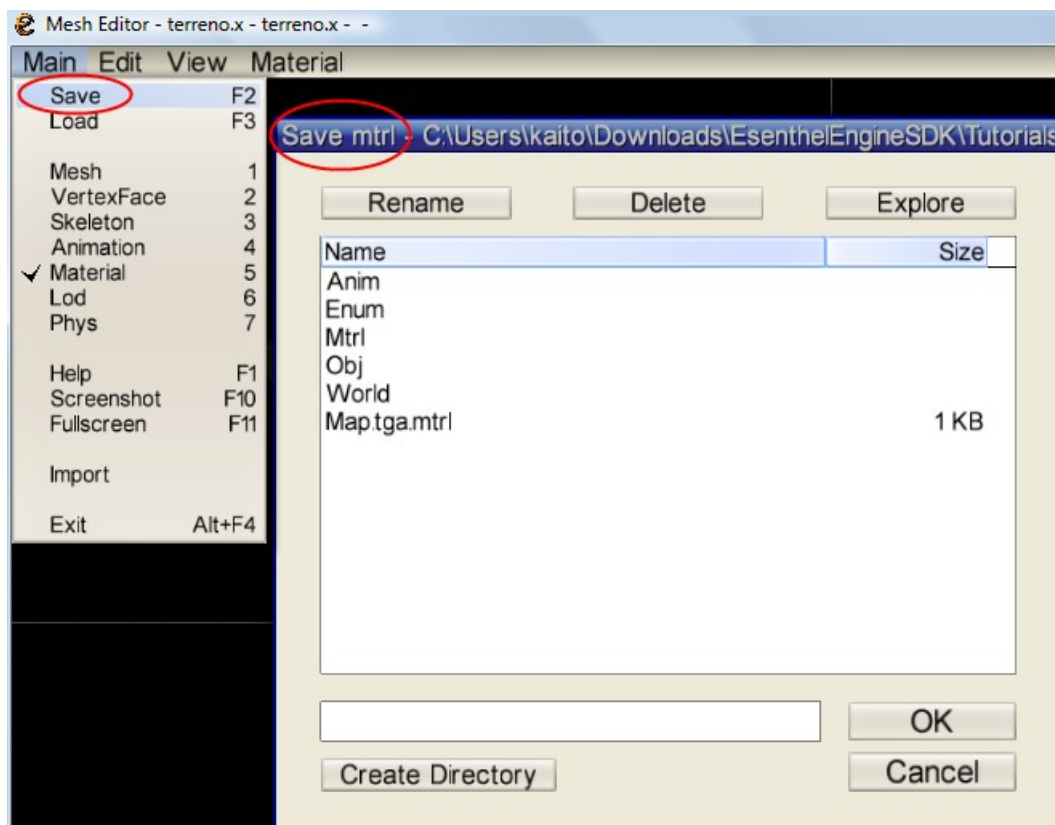 Mesh Editor - terreno.x - terreno.x - -
Main Edit View Material
Save F2
Load F3
Mesh 1
VertexFace 2
Skeleton 3
Animation 4
Material 5
Lod 6
Phys 7
Help F1
Screenshot F10
Fullscreen F11
Import
Exit Alt+F4
Save mtrl - C:\Users\kaito\Downloads\EsenthelEngineSDK\Tutorials
Rename Delete Explore
Name Size
Anim
Enum
Mtrl
Obj
World
Map.tga.mtrl 1 KB
OK
Create Directory Cancel